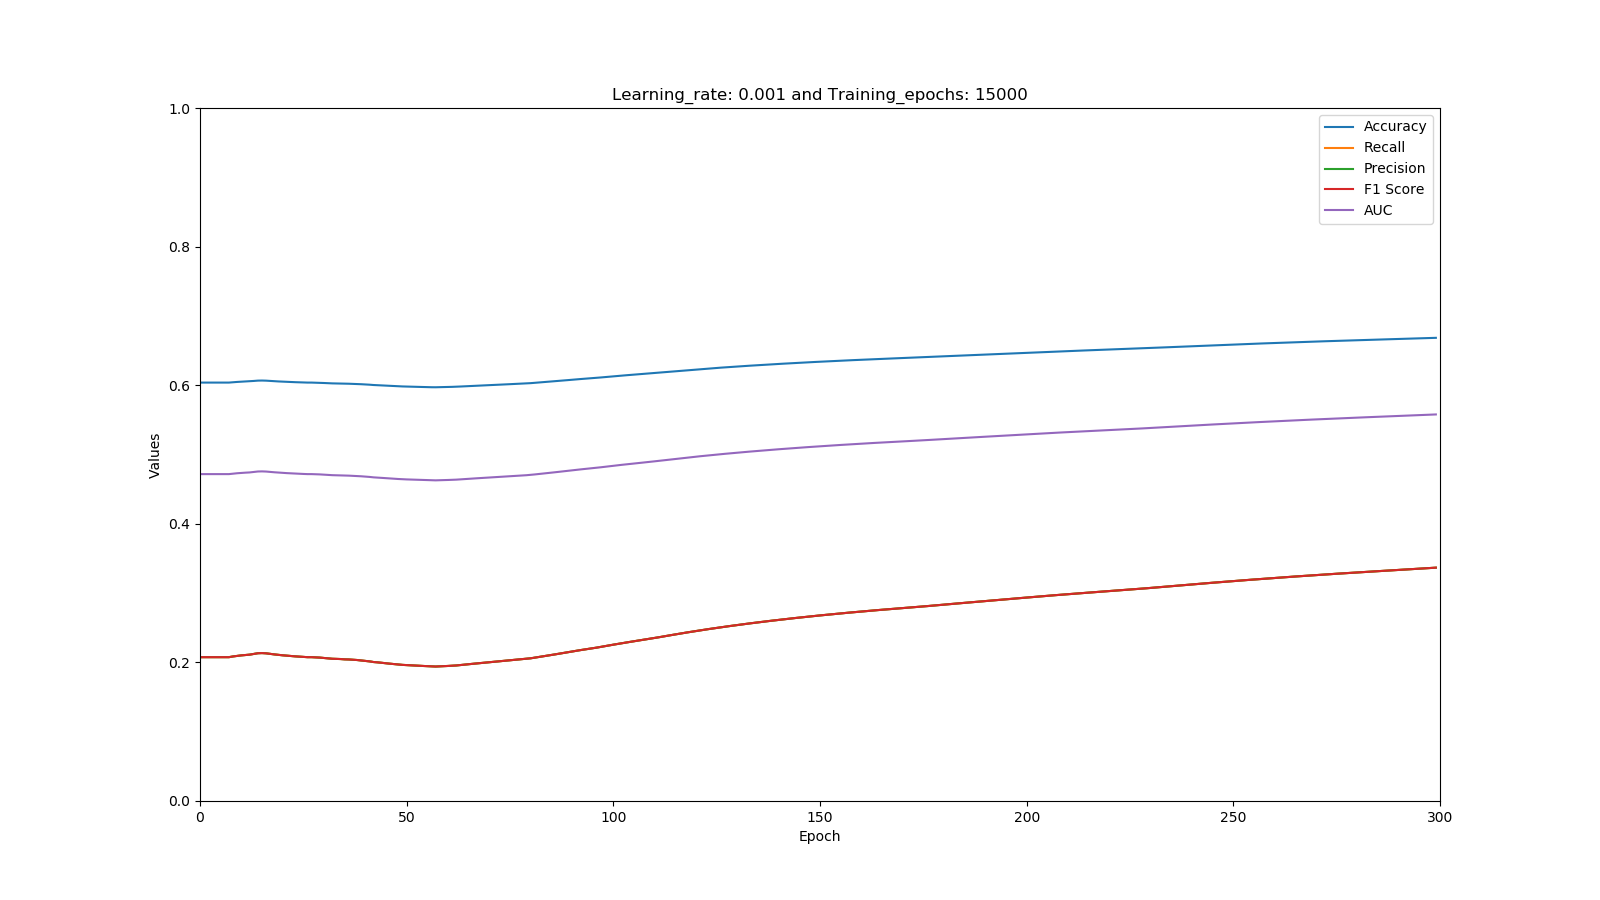 Learning_rate: 0.001 and Training_epochs: 15000
1.0
0.8
0.6
0.4
0.2
0.0
Values
Accuracy
Recall
Precision
F1 Score
AUC
0 50 100 150 200 250 300
Epoch